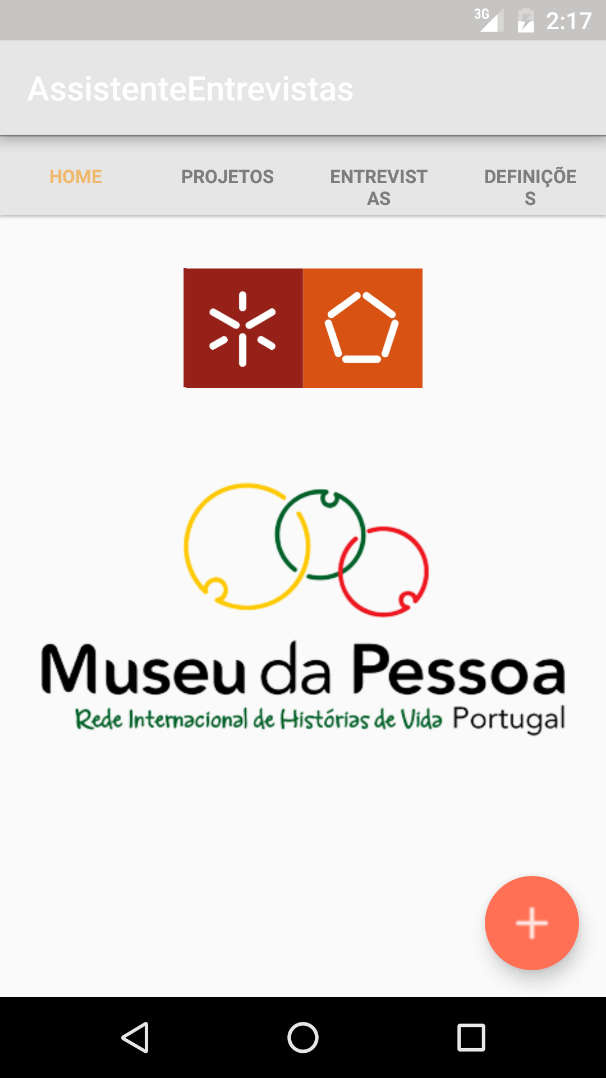 3G 2:17
AssistenteEntrevistas
HOME PROJETOS ENTREVIST DEFINIÇÕE
AS S
Museu da Pessoa
Rede Internacional de Histórias de Vida Portugal